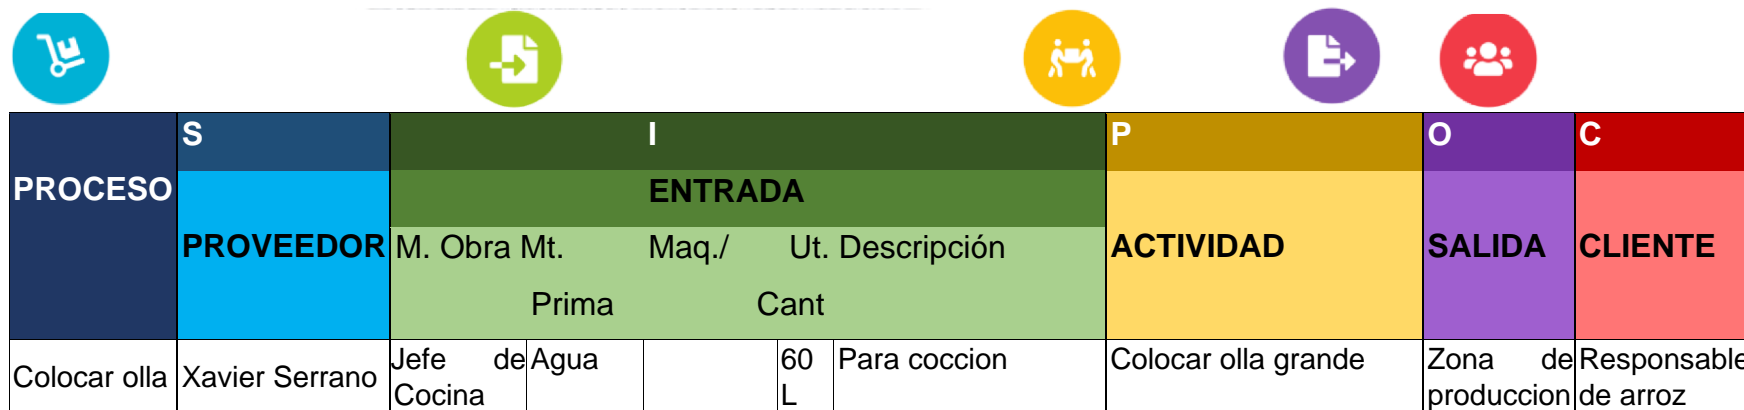 S I P O C
PROCESO ENTRADA
PROVEEDOR M. Obra Mt. Maq./ Ut. Descripción ACTIVIDAD SALIDA CLIENTE
Prima Cant
Colocar olla Xavier Serrano Jefe de Agua 60 Para coccion Colocar olla grande Zona de Responsable
Cocina L produccion de arroz